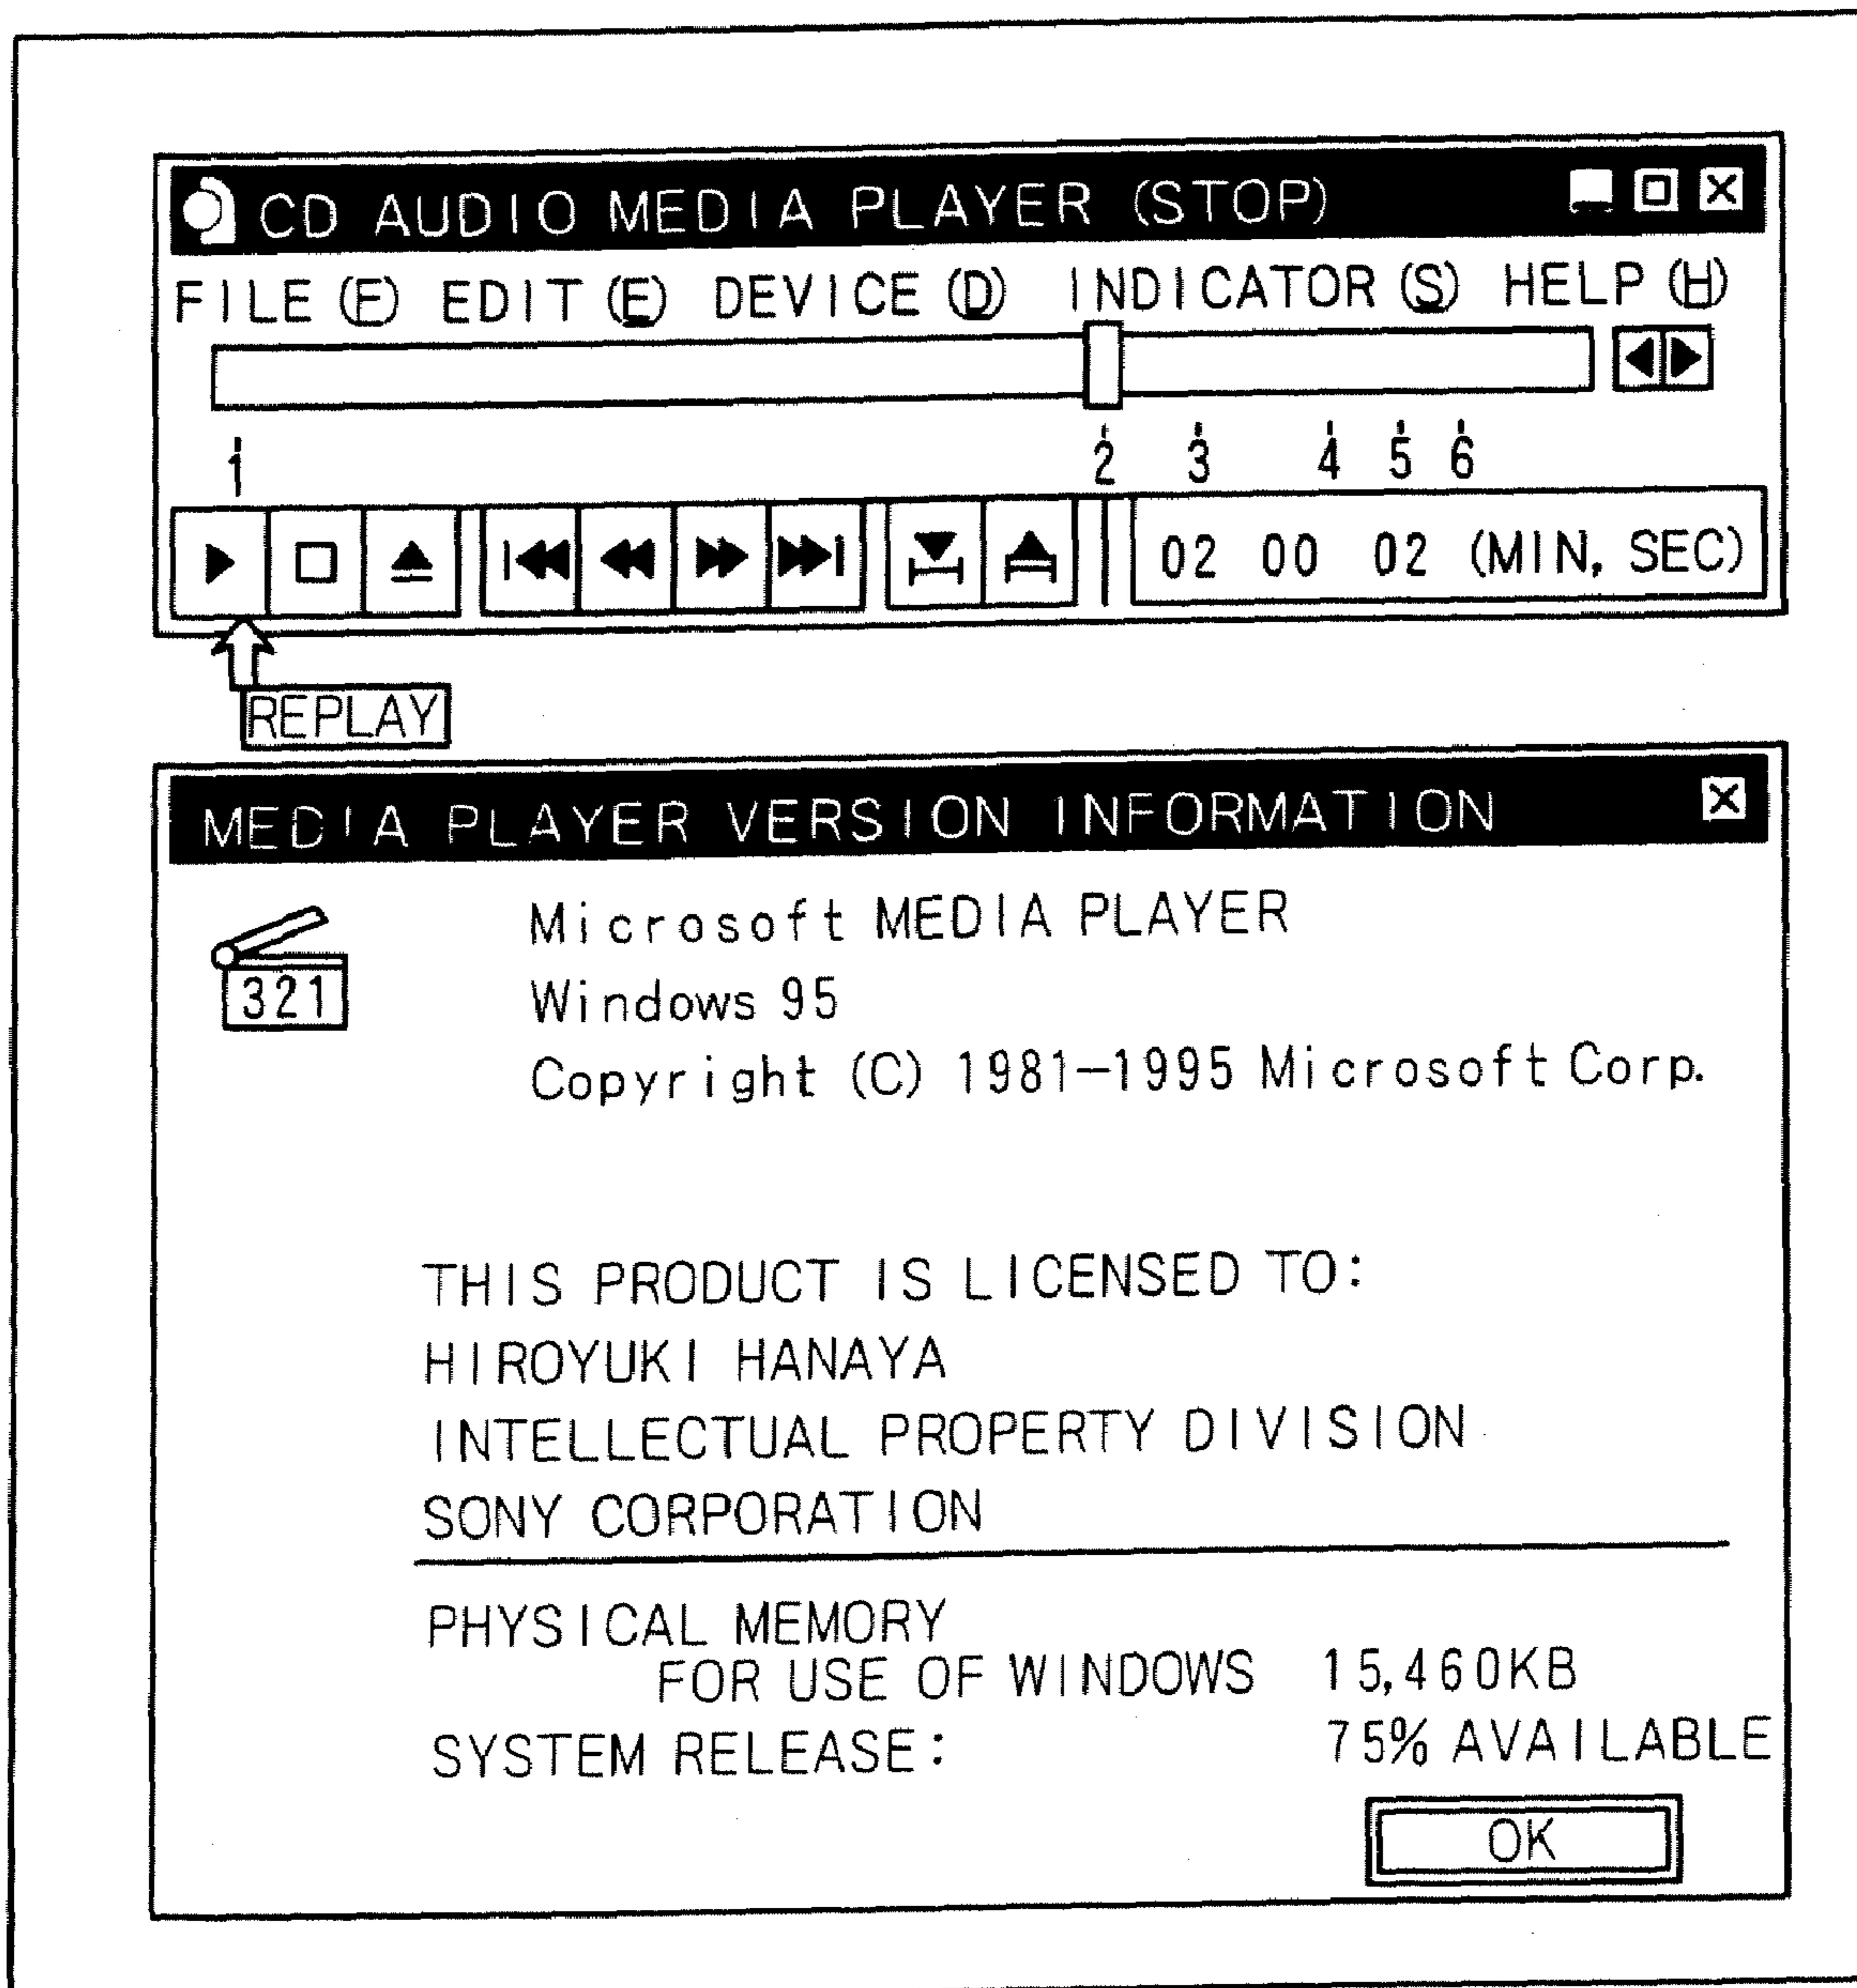 CD AUDIO MEDIA PLAYER (STOP)
FILE (F) EDIT (E) DEVICE (D) INDICATOR (S) HELP (H)
1 2 3 4 5 6
02 00 02 (MIN, SEC)
REPLAY
MEDIA PLAYER VERSION INFORMATION
321
Microsoft MEDIA PLAYER
Windows 95
Copyright (C) 1981-1995 Microsoft Corp.
THIS PRODUCT IS LICENSED TO:
HIROYUKI HANAYA
INTELLECTUAL PROPERTY DIVISION
SONY CORPORATION
PHYSICAL MEMORY
FOR USE OF WINDOWS 15,460KB
SYSTEM RELEASE: 75% AVAILABLE
OK